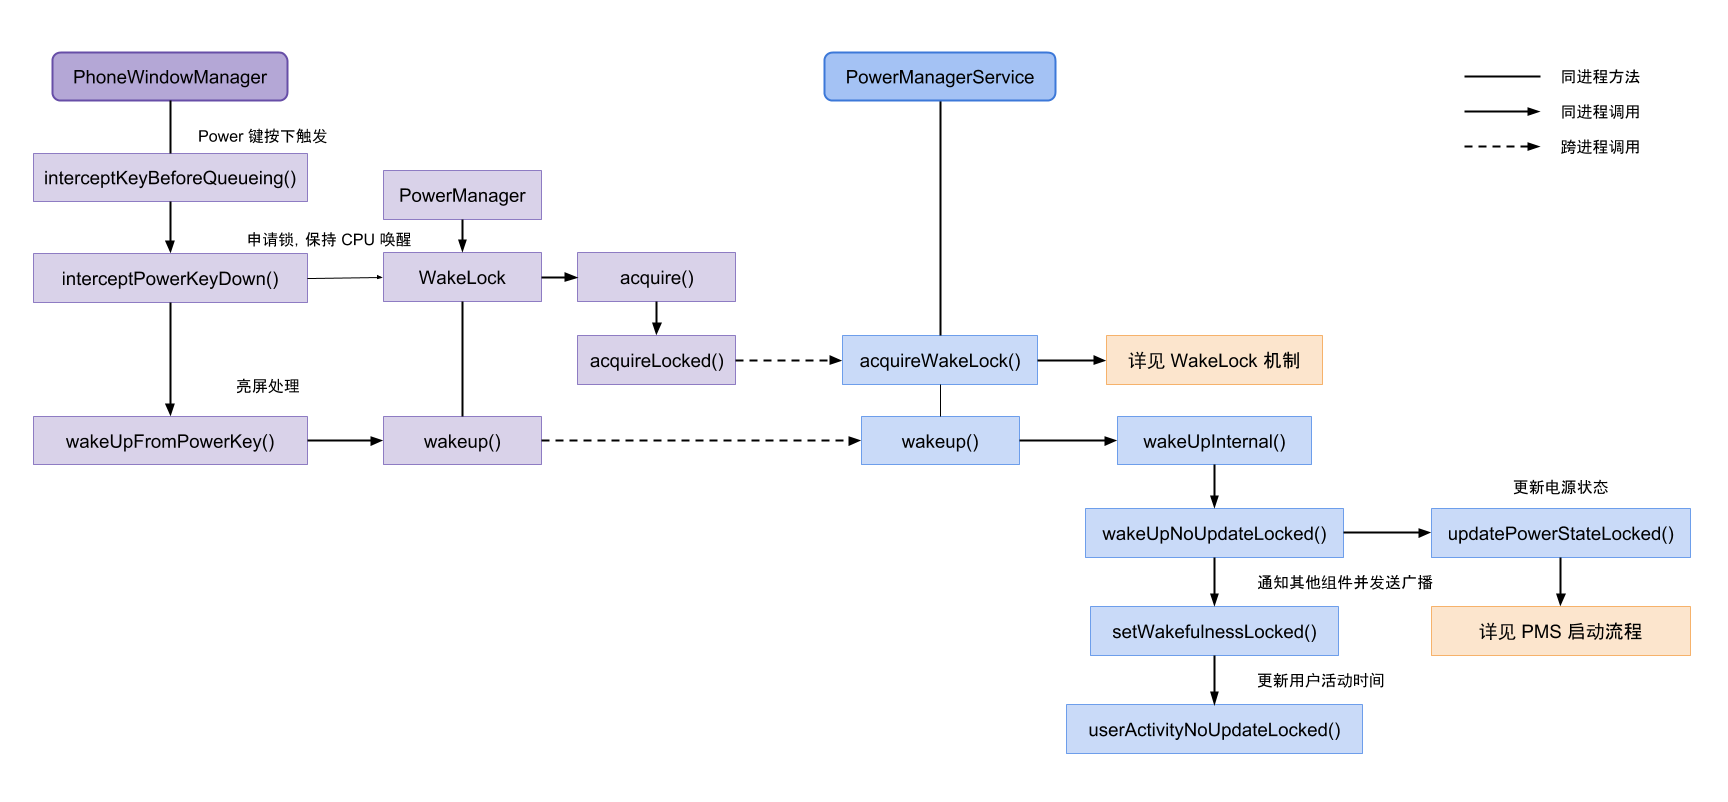 PhoneWindowManager
PowerManagerService
同进程方法
同进程调用
跨进程调用
Power 键按下触发
interceptKeyBeforeQueueing()
PowerManager
申请锁, 保持 CPU 唤醒
interceptPowerKeyDown()
WakeLock
acquire()
acquireLocked()
acquireWakeLock()
详见 WakeLock 机制
亮屏处理
wakeUpFromPowerKey()
wakeup()
wakeup()
wakeUpInternal()
更新电源状态
wakeUpNoUpdateLocked()
updatePowerStateLocked()
通知其他组件并发送广播
setWakefulnessLocked()
详见 PMS 启动流程
更新用户活动时间
userActivityNoUpdateLocked()